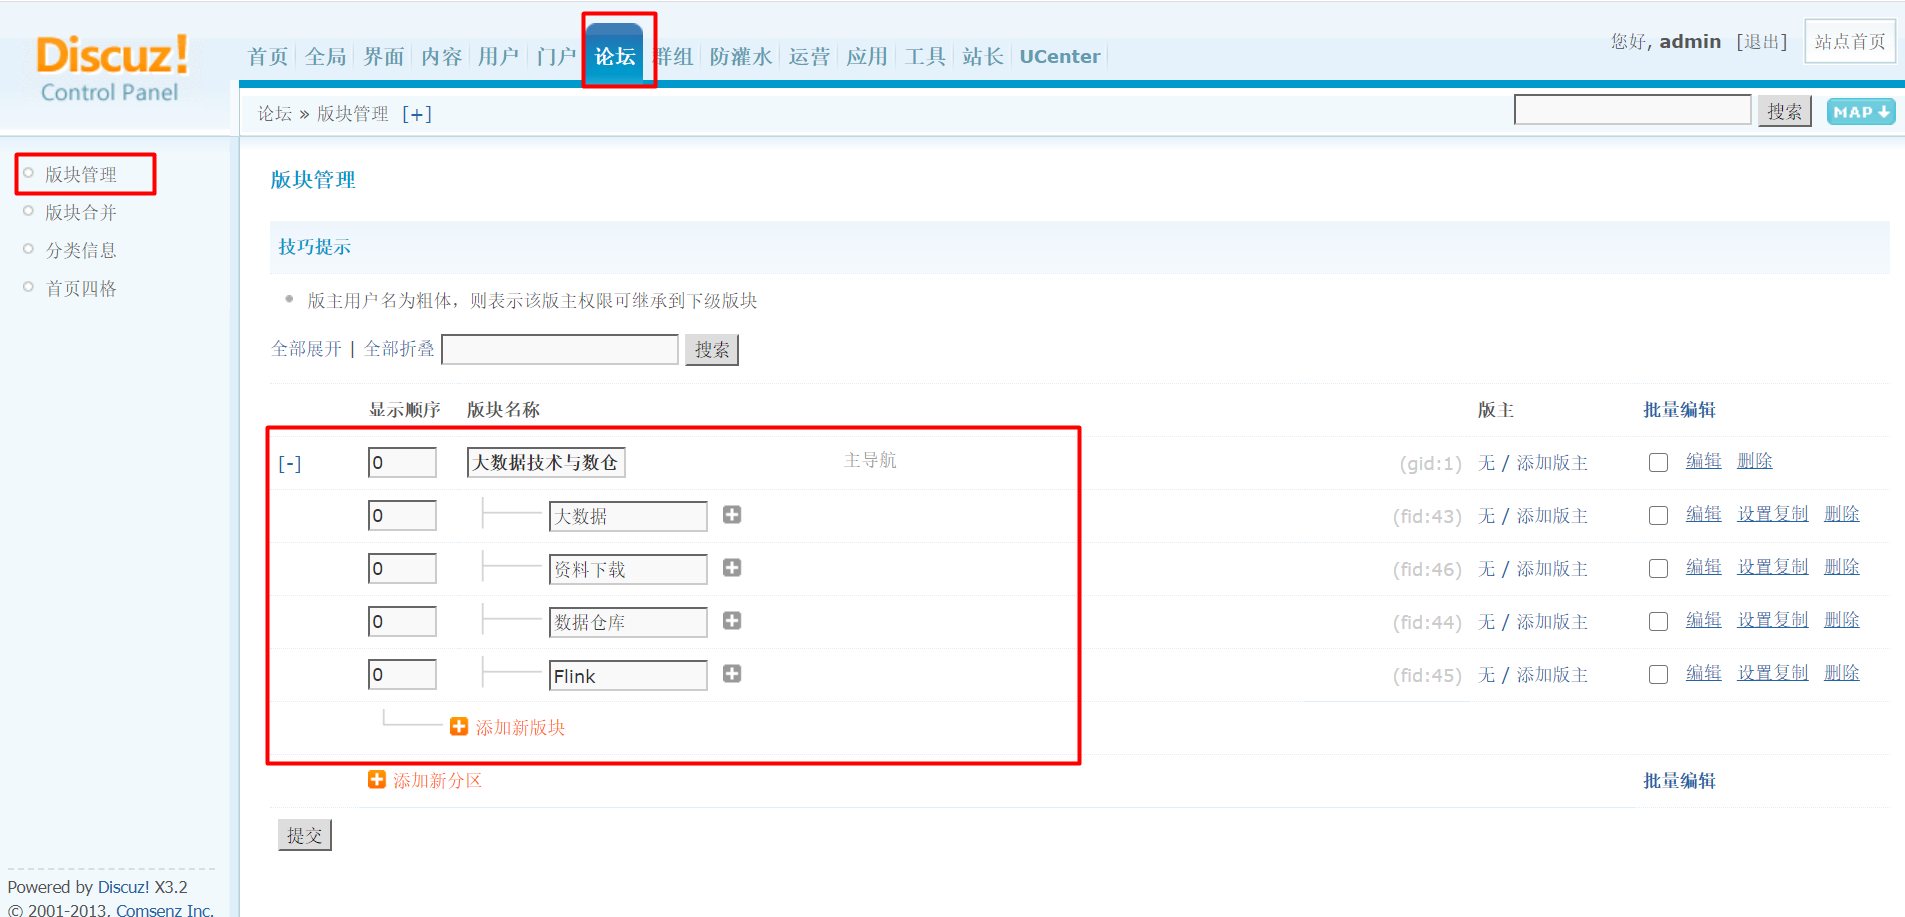 Discuz!
Control Panel
首页 全局 界面 内容 用户 门户 论坛 群组 防灌水 运营 应用 工具 站长 UCenter
您好, admin [退出] 站点首页
论坛 » 版块管理 [+]
搜索 MAP
版块管理
版块合并
分类信息
首页四格
版块管理
技巧提示
版主用户名为粗体，则表示该版主权限可继承到下级版块
全部展开 | 全部折叠 搜索
显示顺序 版块名称 版主 批量编辑
[-] 0 大数据技术与数仓 主导航 (gid:1) 无 / 添加版主 编辑 删除
0 大数据 (fid:43) 无 / 添加版主 编辑 设置复制 删除
0 资料下载 (fid:46) 无 / 添加版主 编辑 设置复制 删除
0 数据仓库 (fid:44) 无 / 添加版主 编辑 设置复制 删除
0 Flink (fid:45) 无 / 添加版主 编辑 设置复制 删除
添加新版块
添加新分区 批量编辑
提交
Powered by Discuz! X3.2
© 2001-2013, Comsenz Inc.